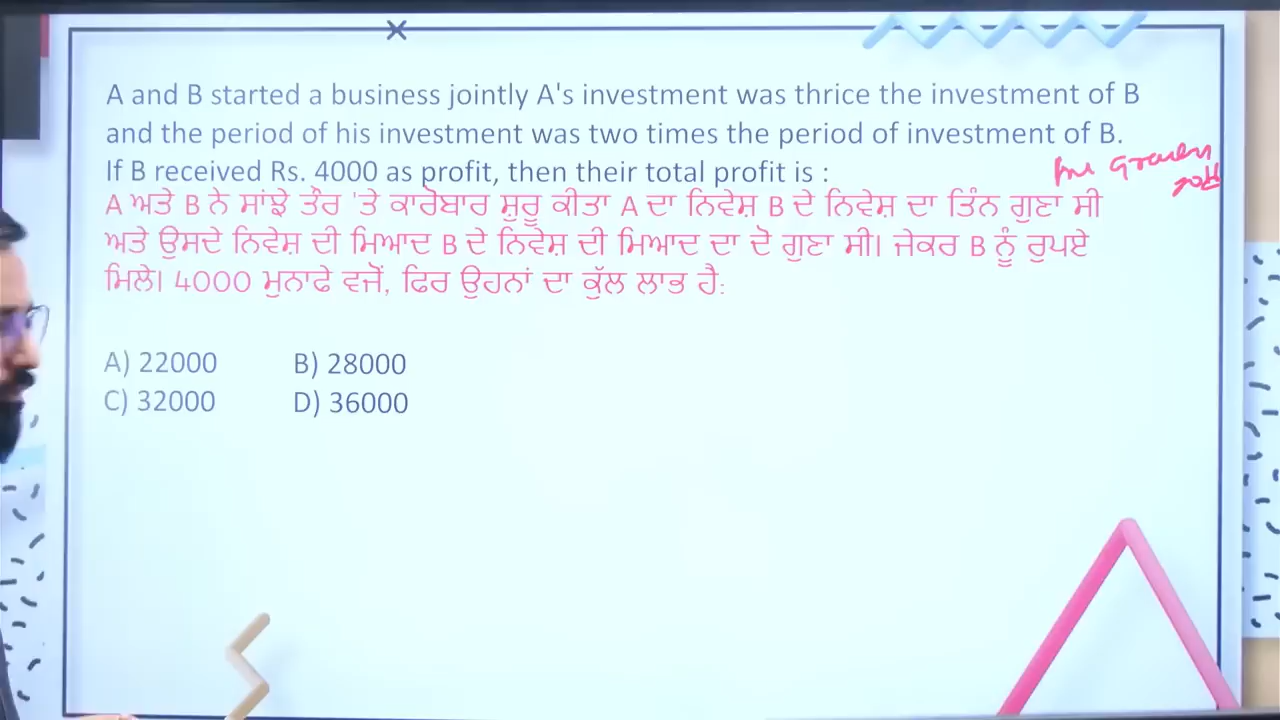 A and B started a business jointly A's investment was thrice the investment of B
and the period of his investment was two times the period of investment of B.
If B received Rs. 4000 as profit, then their total profit is :
A ਅਤੇ B ਨੇ ਸਾਂਝੇ ਤੌਰ 'ਤੇ ਕਾਰੋਬਾਰ ਸ਼ੁਰੂ ਕੀਤਾ A ਦਾ ਨਿਵੇਸ਼ B ਦੇ ਨਿਵੇਸ਼ ਦਾ ਤਿੰਨ ਗੁਣਾ ਸੀ
ਅਤੇ ਉਸਦੇ ਨਿਵੇਸ਼ ਦੀ ਮਿਆਦ B ਦੇ ਨਿਵੇਸ਼ ਦੀ ਮਿਆਦ ਦਾ ਦੋ ਗੁਣਾ ਸੀ। ਜੇਕਰ B ਨੂੰ ਰੁਪਏ
ਮਿਲੇ। 4000 ਮੁਨਾਫੇ ਵਜੋਂ, ਫਿਰ ਉਹਨਾਂ ਦਾ ਕੁੱਲ ਲਾਭ ਹੈ:
A) 22000 B) 28000
C) 32000 D) 36000